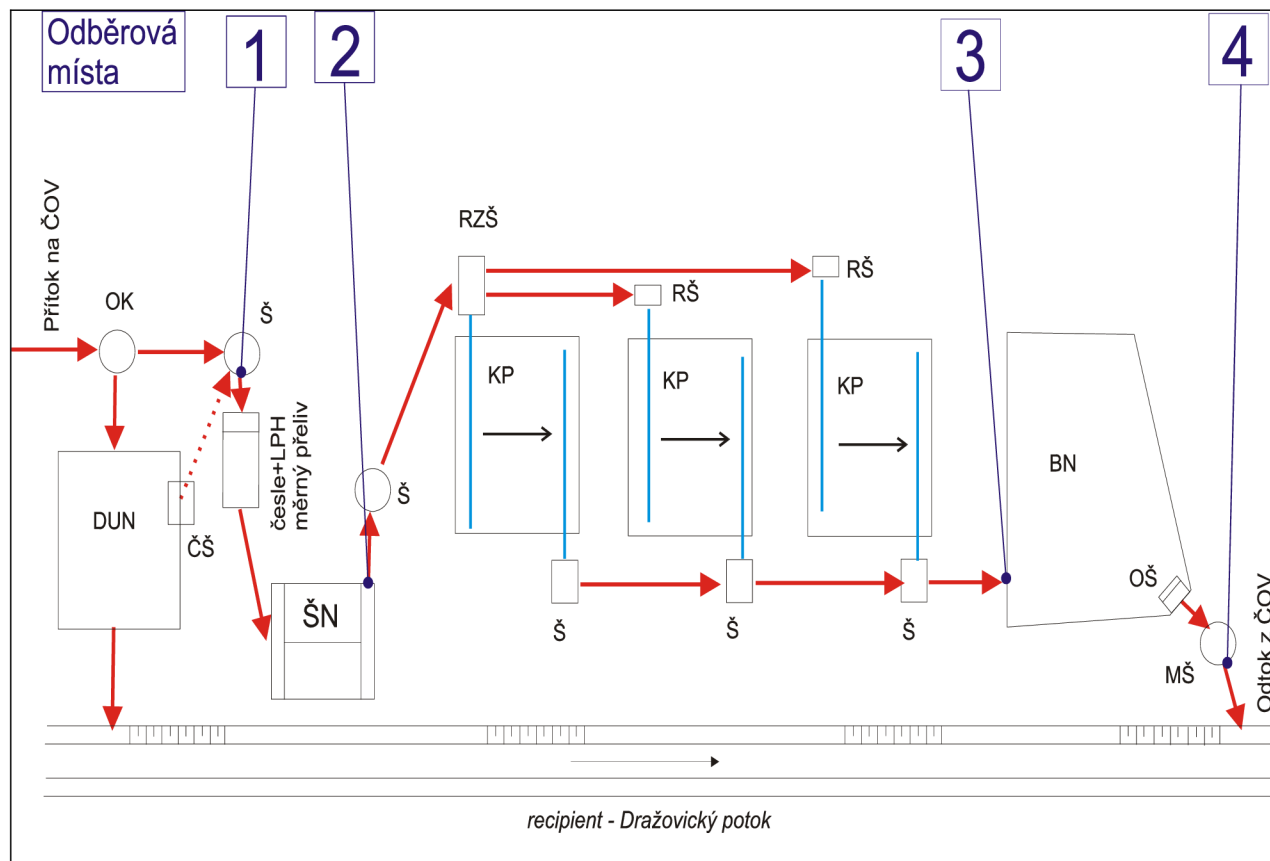 Odběrová
místa
1
2
3
4
Přítok na ČOV
OK
Š
RZŠ
RŠ
RŠ
KP
KP
KP
BN
DUN
ČŠ
česle+LPH
měrný přeliv
Š
ŠN
Š
Š
Š
OŠ
MŠ
Odtok z ČOV
recipient - Dražovický potok